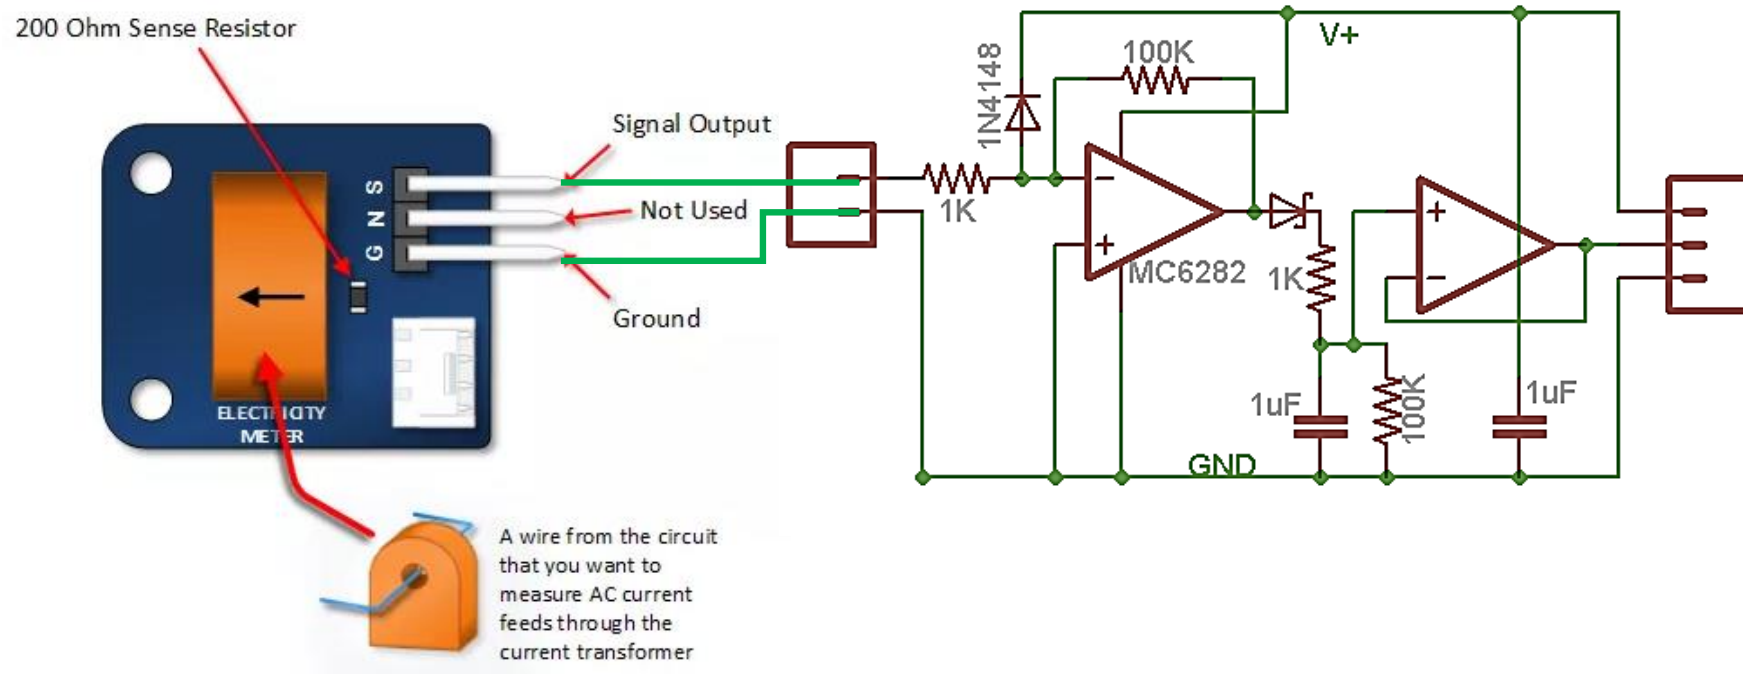 200 Ohm Sense Resistor
Signal Output
Not Used
Ground
S
N
G
ELECTRICITY
METER
A wire from the circuit
that you want to
measure AC current
feeds through the
current transformer
1N4148
100K
V+
1K
MC6282
1K
1uF
100K
1uF
GND
−
+
+
−